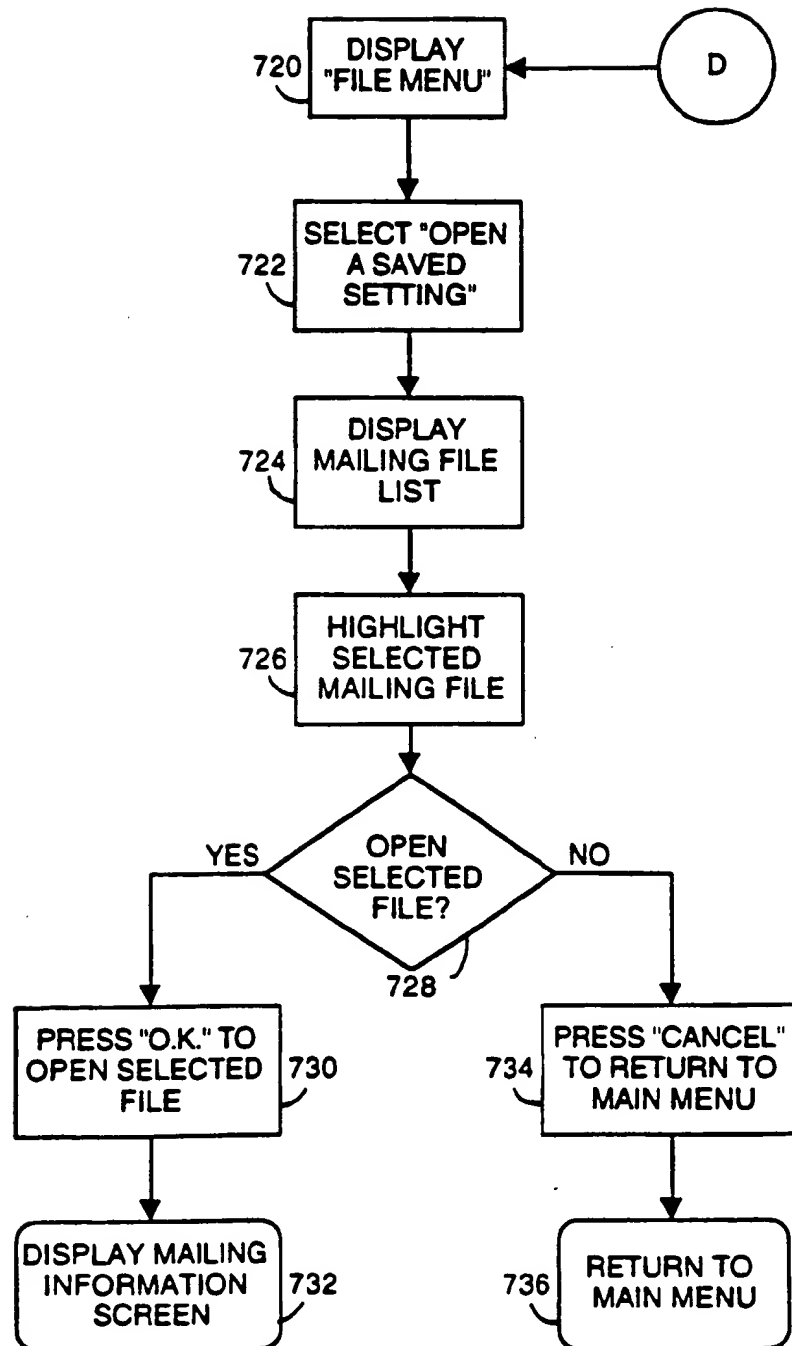 DISPLAY
"FILE MENU"
720
D
SELECT "OPEN
A SAVED
SETTING"
722
DISPLAY
MAILING FILE
LIST
724
HIGHLIGHT
SELECTED
MAILING FILE
726
YES
OPEN
SELECTED
FILE?
NO
728
PRESS "O.K." TO
OPEN SELECTED
FILE
730
PRESS "CANCEL"
TO RETURN TO
MAIN MENU
734
DISPLAY MAILING
INFORMATION
SCREEN
732
RETURN TO
MAIN MENU
736